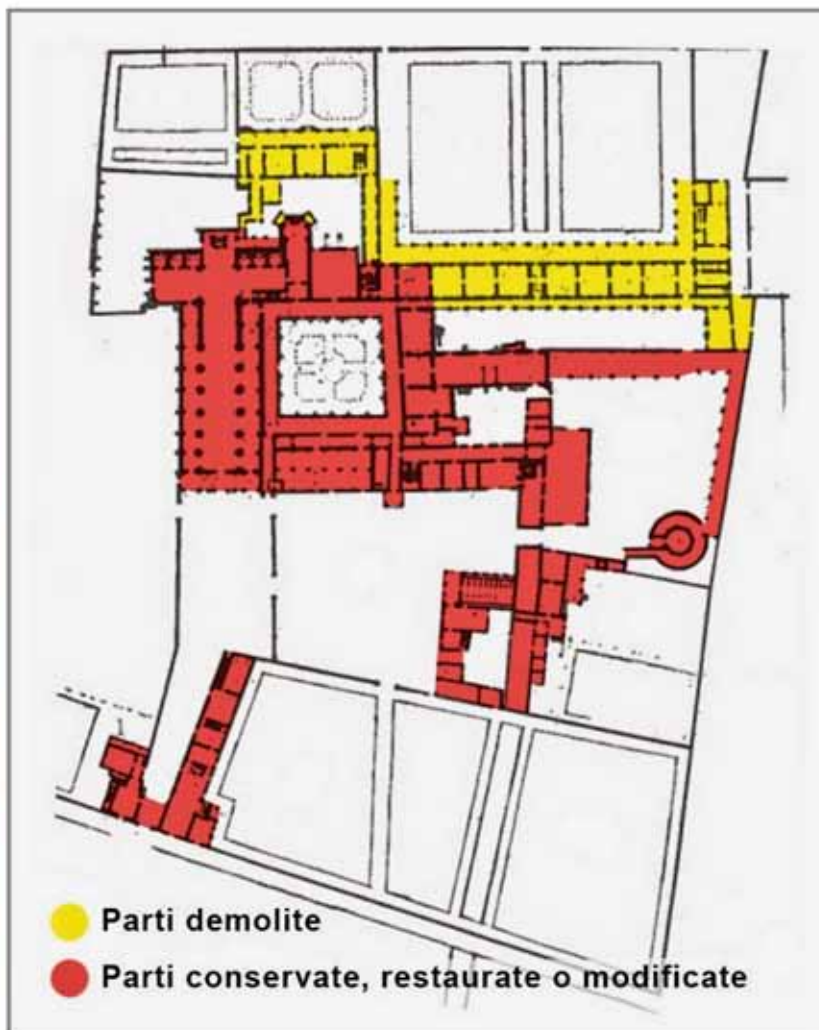 Parti demolite
Parti conservate, restaurate o modificate